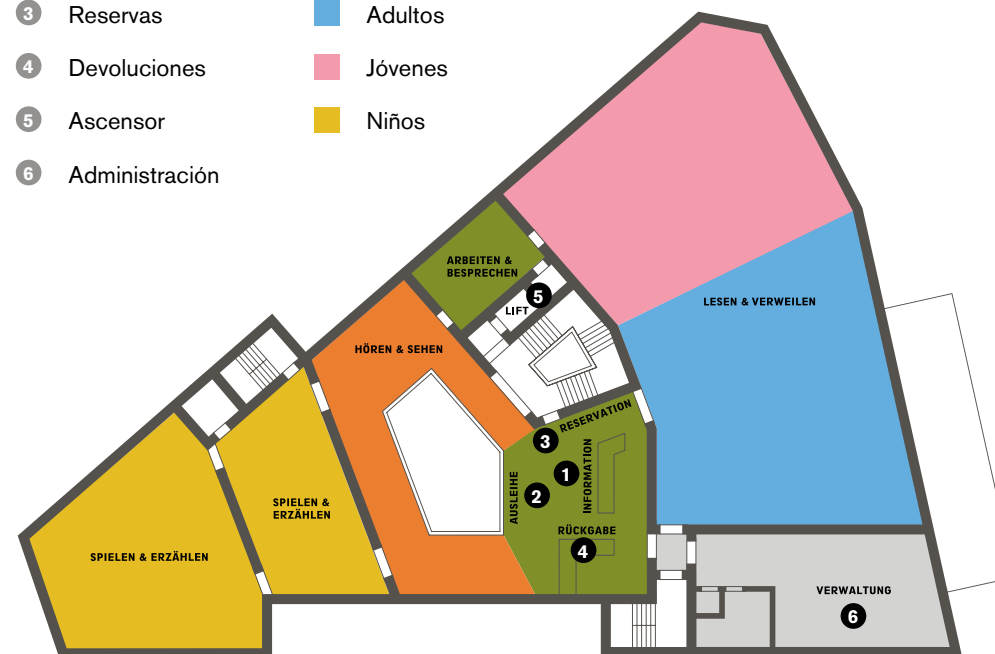 3 Reservas
4 Devoluciones
5 Ascensor
6 Administración
Adultos
Jóvenes
Niños
ARBEITEN &
BESPRECHEN
5
LIFT
LESEN & VERWEILEN
HÖREN & SEHEN
RESERVATION
3
1
INFORMATION
2
AUSLEIHE
SPIELEN &
ERZÄHLEN
RÜCKGABE
4
SPIELEN & ERZÄHLEN
VERWALTUNG
6